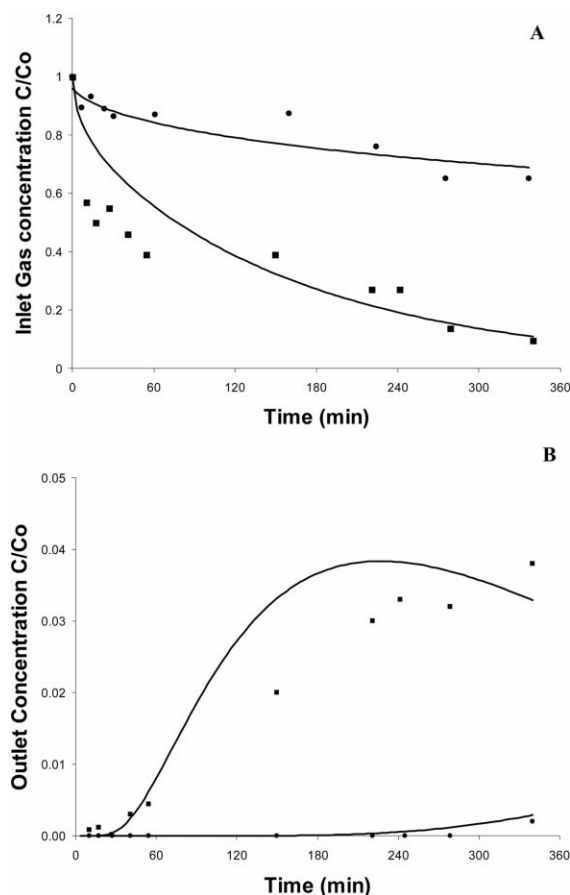 A
1.2
1
0.8
0.6
0.4
0.2
0
0 60 120 180 240 300 360
Inlet Gas concentration C/Co
Time (min)
B
0.05
0.04
0.03
0.02
0.01
0.00
0 60 120 180 240 300 360
Outlet Concentration C/Co
Time (min)